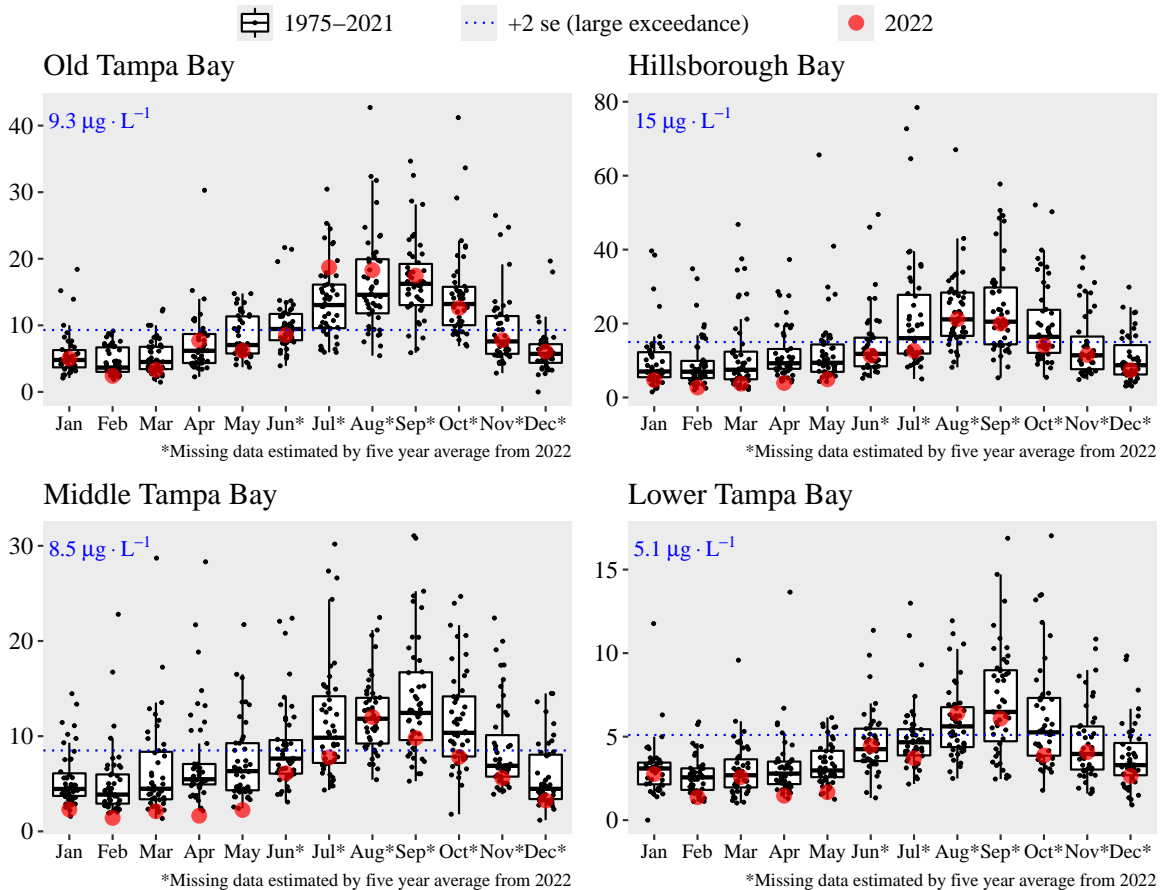 1975–2021 +2 se (large exceedance) 2022
Old Tampa Bay
9.3 μg · L⁻¹
40
30
20
10
0
Jan Feb Mar Apr May Jun* Jul* Aug* Sep* Oct* Nov* Dec*
*Missing data estimated by five year average from 2022
Hillsborough Bay
15 μg · L⁻¹
80
60
40
20
0
Jan Feb Mar Apr May Jun* Jul* Aug* Sep* Oct* Nov* Dec*
*Missing data estimated by five year average from 2022
Middle Tampa Bay
8.5 μg · L⁻¹
30
20
10
0
Jan Feb Mar Apr May Jun* Jul* Aug* Sep* Oct* Nov* Dec*
*Missing data estimated by five year average from 2022
Lower Tampa Bay
5.1 μg · L⁻¹
15
10
5
0
Jan Feb Mar Apr May Jun* Jul* Aug* Sep* Oct* Nov* Dec*
*Missing data estimated by five year average from 2022